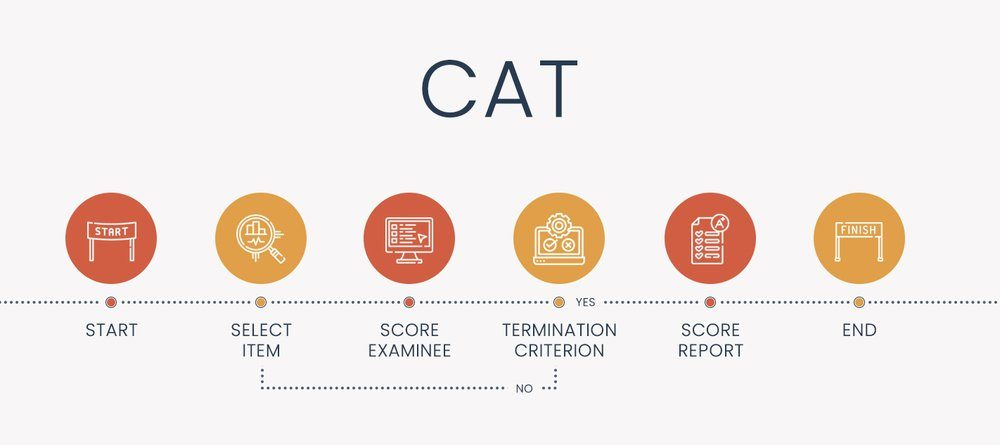 CAT
START
FINISH
A+
YES
START
SELECT
ITEM
SCORE
EXAMINEE
TERMINATION
CRITERION
SCORE
REPORT
END
NO